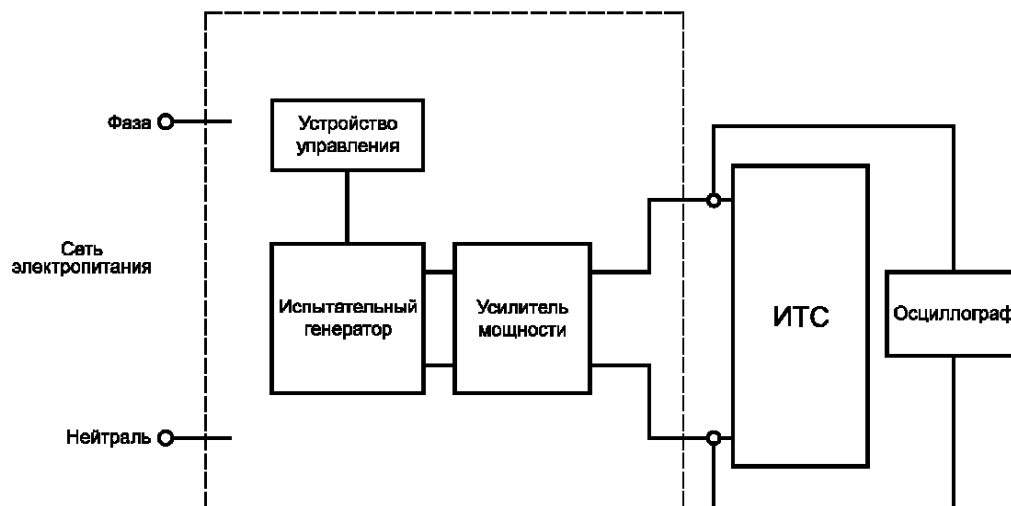 Фаза
Устройство
управления
Сеть
электропитания
Испытательный
генератор
Усилитель
мощности
ИТС
Осциллограф
Нейтраль